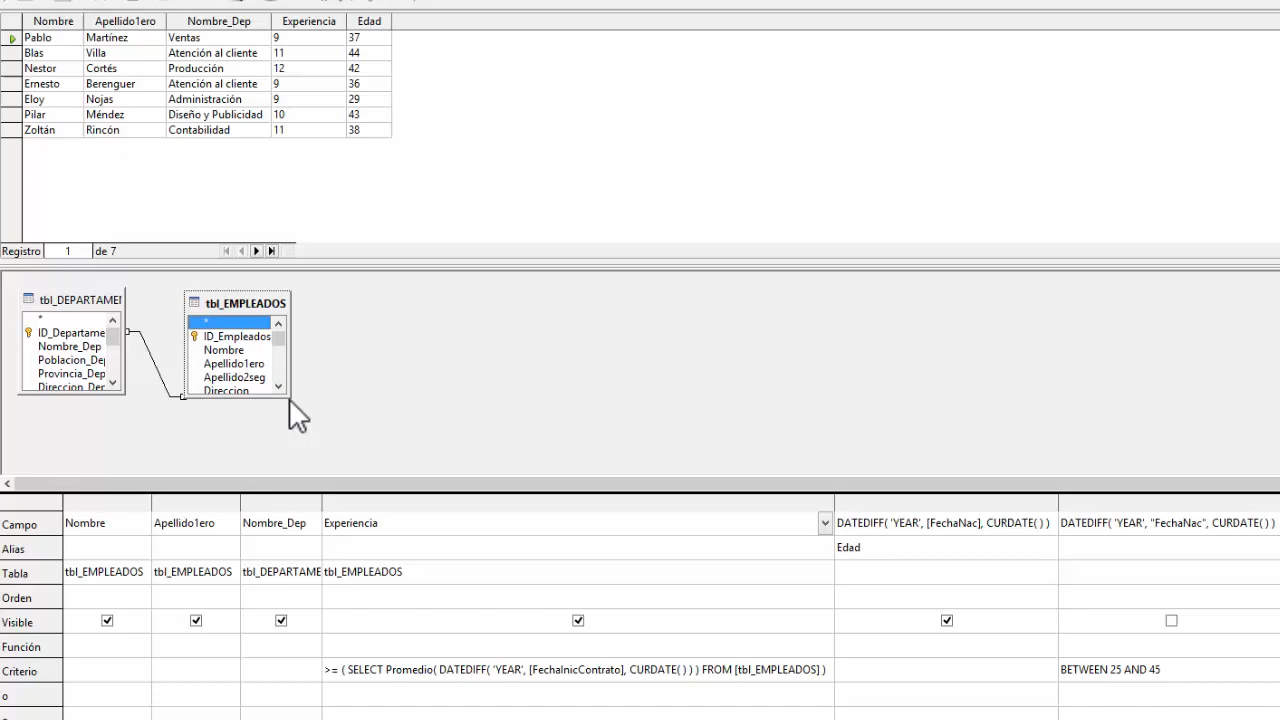 Nombre Apellido1ero Nombre_Dep Experiencia Edad
Pablo Martínez Ventas 9 37
Blas Villa Atención al cliente 11 44
Nestor Cortés Producción 12 42
Ernesto Berenguer Atención al cliente 9 36
Eloy Nojas Administración 9 29
Pilar Méndez Diseño y Publicidad 10 43
Zoltán Rincón Contabilidad 11 38
Registro 1 de 7
tbl_DEPARTAMEN
*
ID_Departame
Nombre_Dep
Poblacion_Dep
Provincia_Dep
Direccion_Dep
tbl_EMPLEADOS
*
ID_Empleados
Nombre
Apellido1ero
Apellido2seg
Direccion
Campo Nombre Apellido1ero Nombre_Dep Experiencia DATEDIFF( 'YEAR', [FechaNac], CURDATE( ) ) DATEDIFF( 'YEAR', "FechaNac", CURDATE( ) )
Alias Edad
Tabla tbl_EMPLEADOS tbl_EMPLEADOS tbl_DEPARTAME tbl_EMPLEADOS
Orden
Visible
Función
Criterio >= ( SELECT Promedio( DATEDIFF( 'YEAR', [FechaInicContrato], CURDATE( ) ) ) FROM [tbl_EMPLEADOS] ) BETWEEN 25 AND 45
o